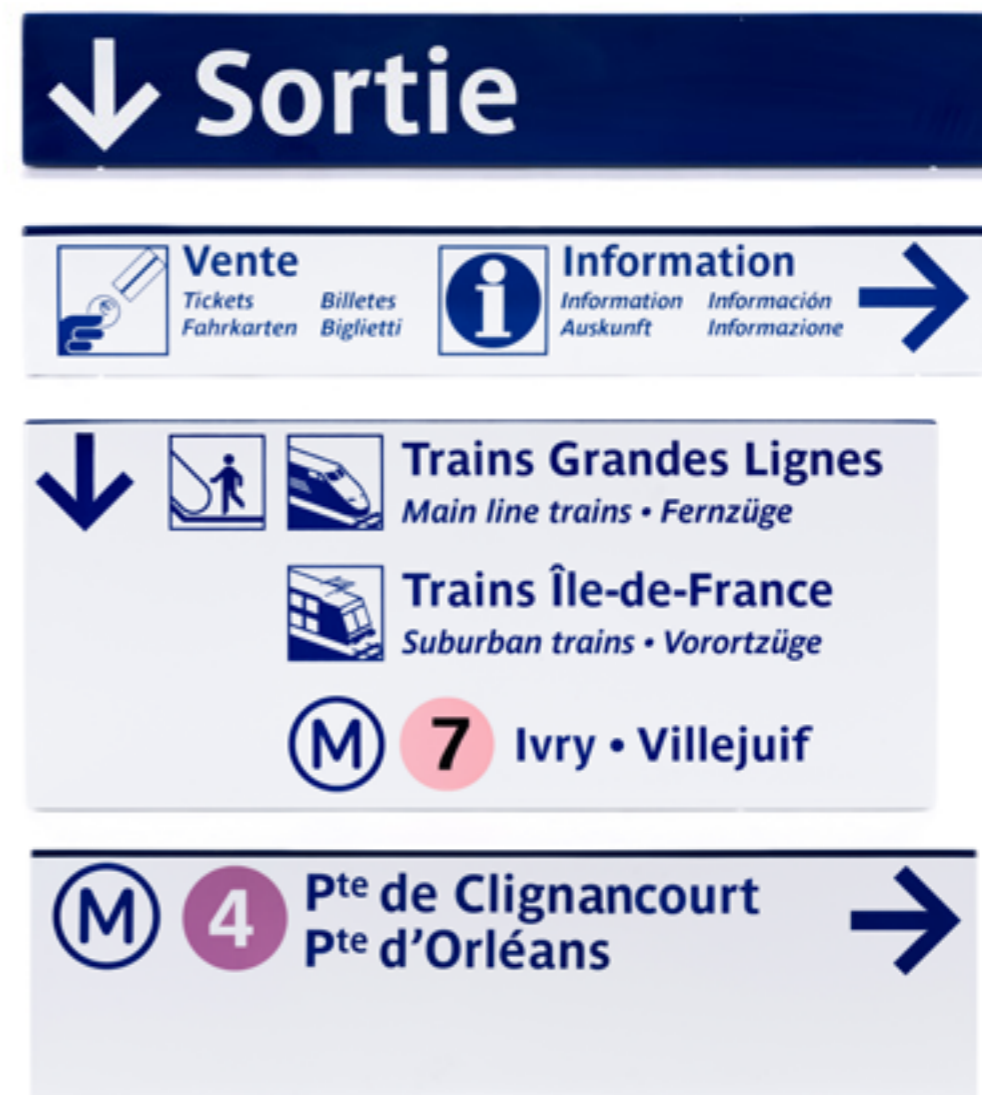 Sortie
Vente
Tickets Billetes
Fahrkarten Biglietti
Information
Information Información
Auskunft Informazione
Trains Grandes Lignes
Main line trains • Fernzüge
Trains Île-de-France
Suburban trains • Vorortzüge
M 7 Ivry • Villejuif
M 4 Pte de Clignancourt
Pte d’Orléans